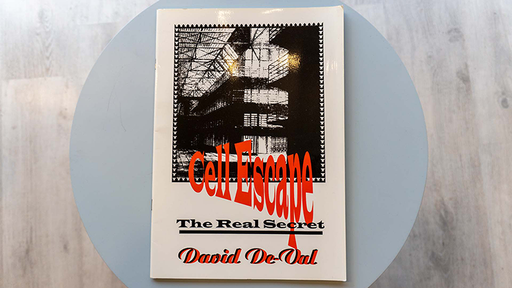 Cell Escape
The Real Secret
David De-Val